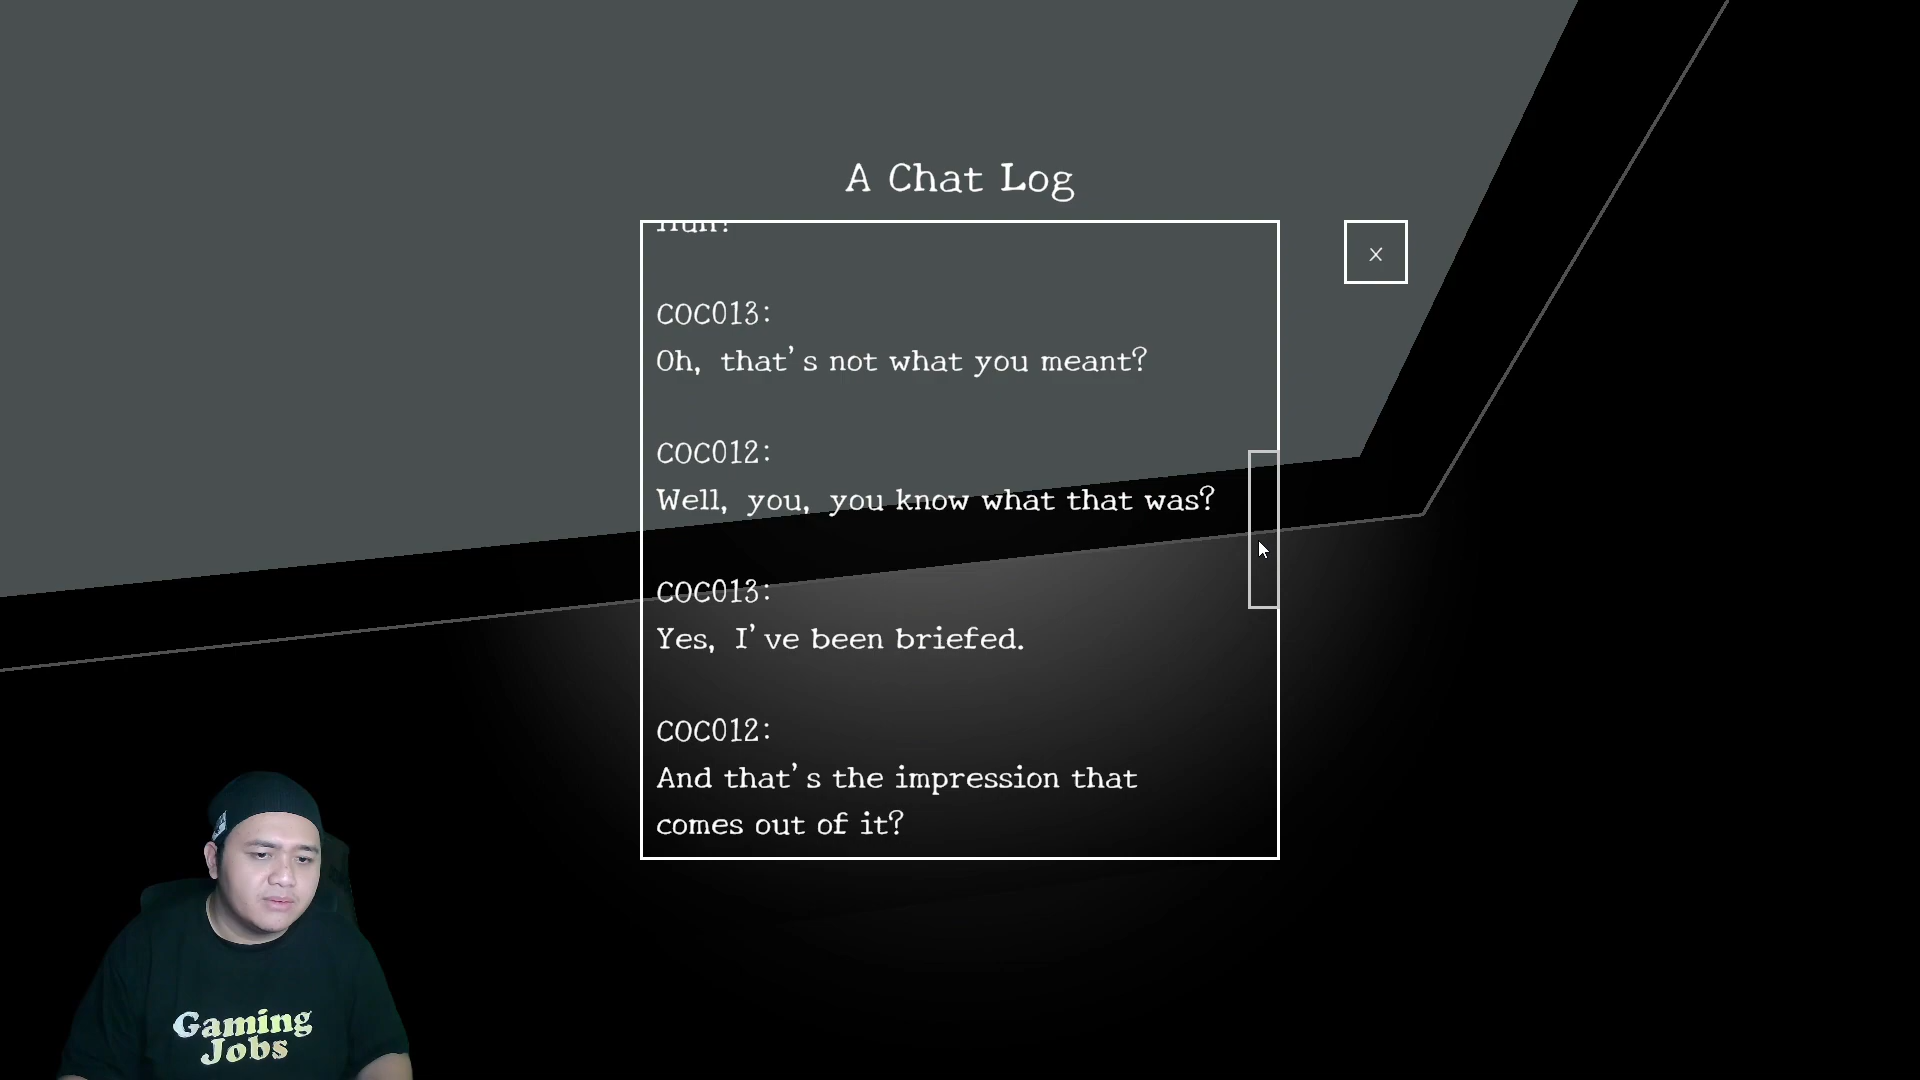 A Chat Log
Huh?
x
COC013:
Oh, that's not what you meant?
COC012:
Well, you, you know what that was?
COC013:
Yes, I've been briefed.
COC012:
And that's the impression that
comes out of it?
Gaming
Jobs